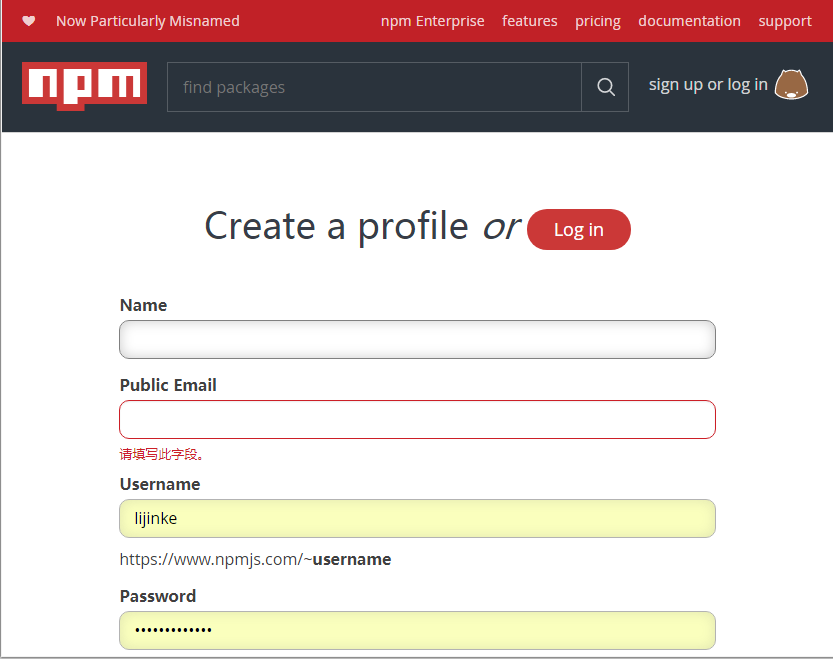 Now Particularly Misnamed npm Enterprise features pricing documentation support
npm find packages sign up or log in
Create a profile or Log in
Name
Public Email
请填写此字段。
Username
lijinke
https://www.npmjs.com/~username
Password
•••••••••••••